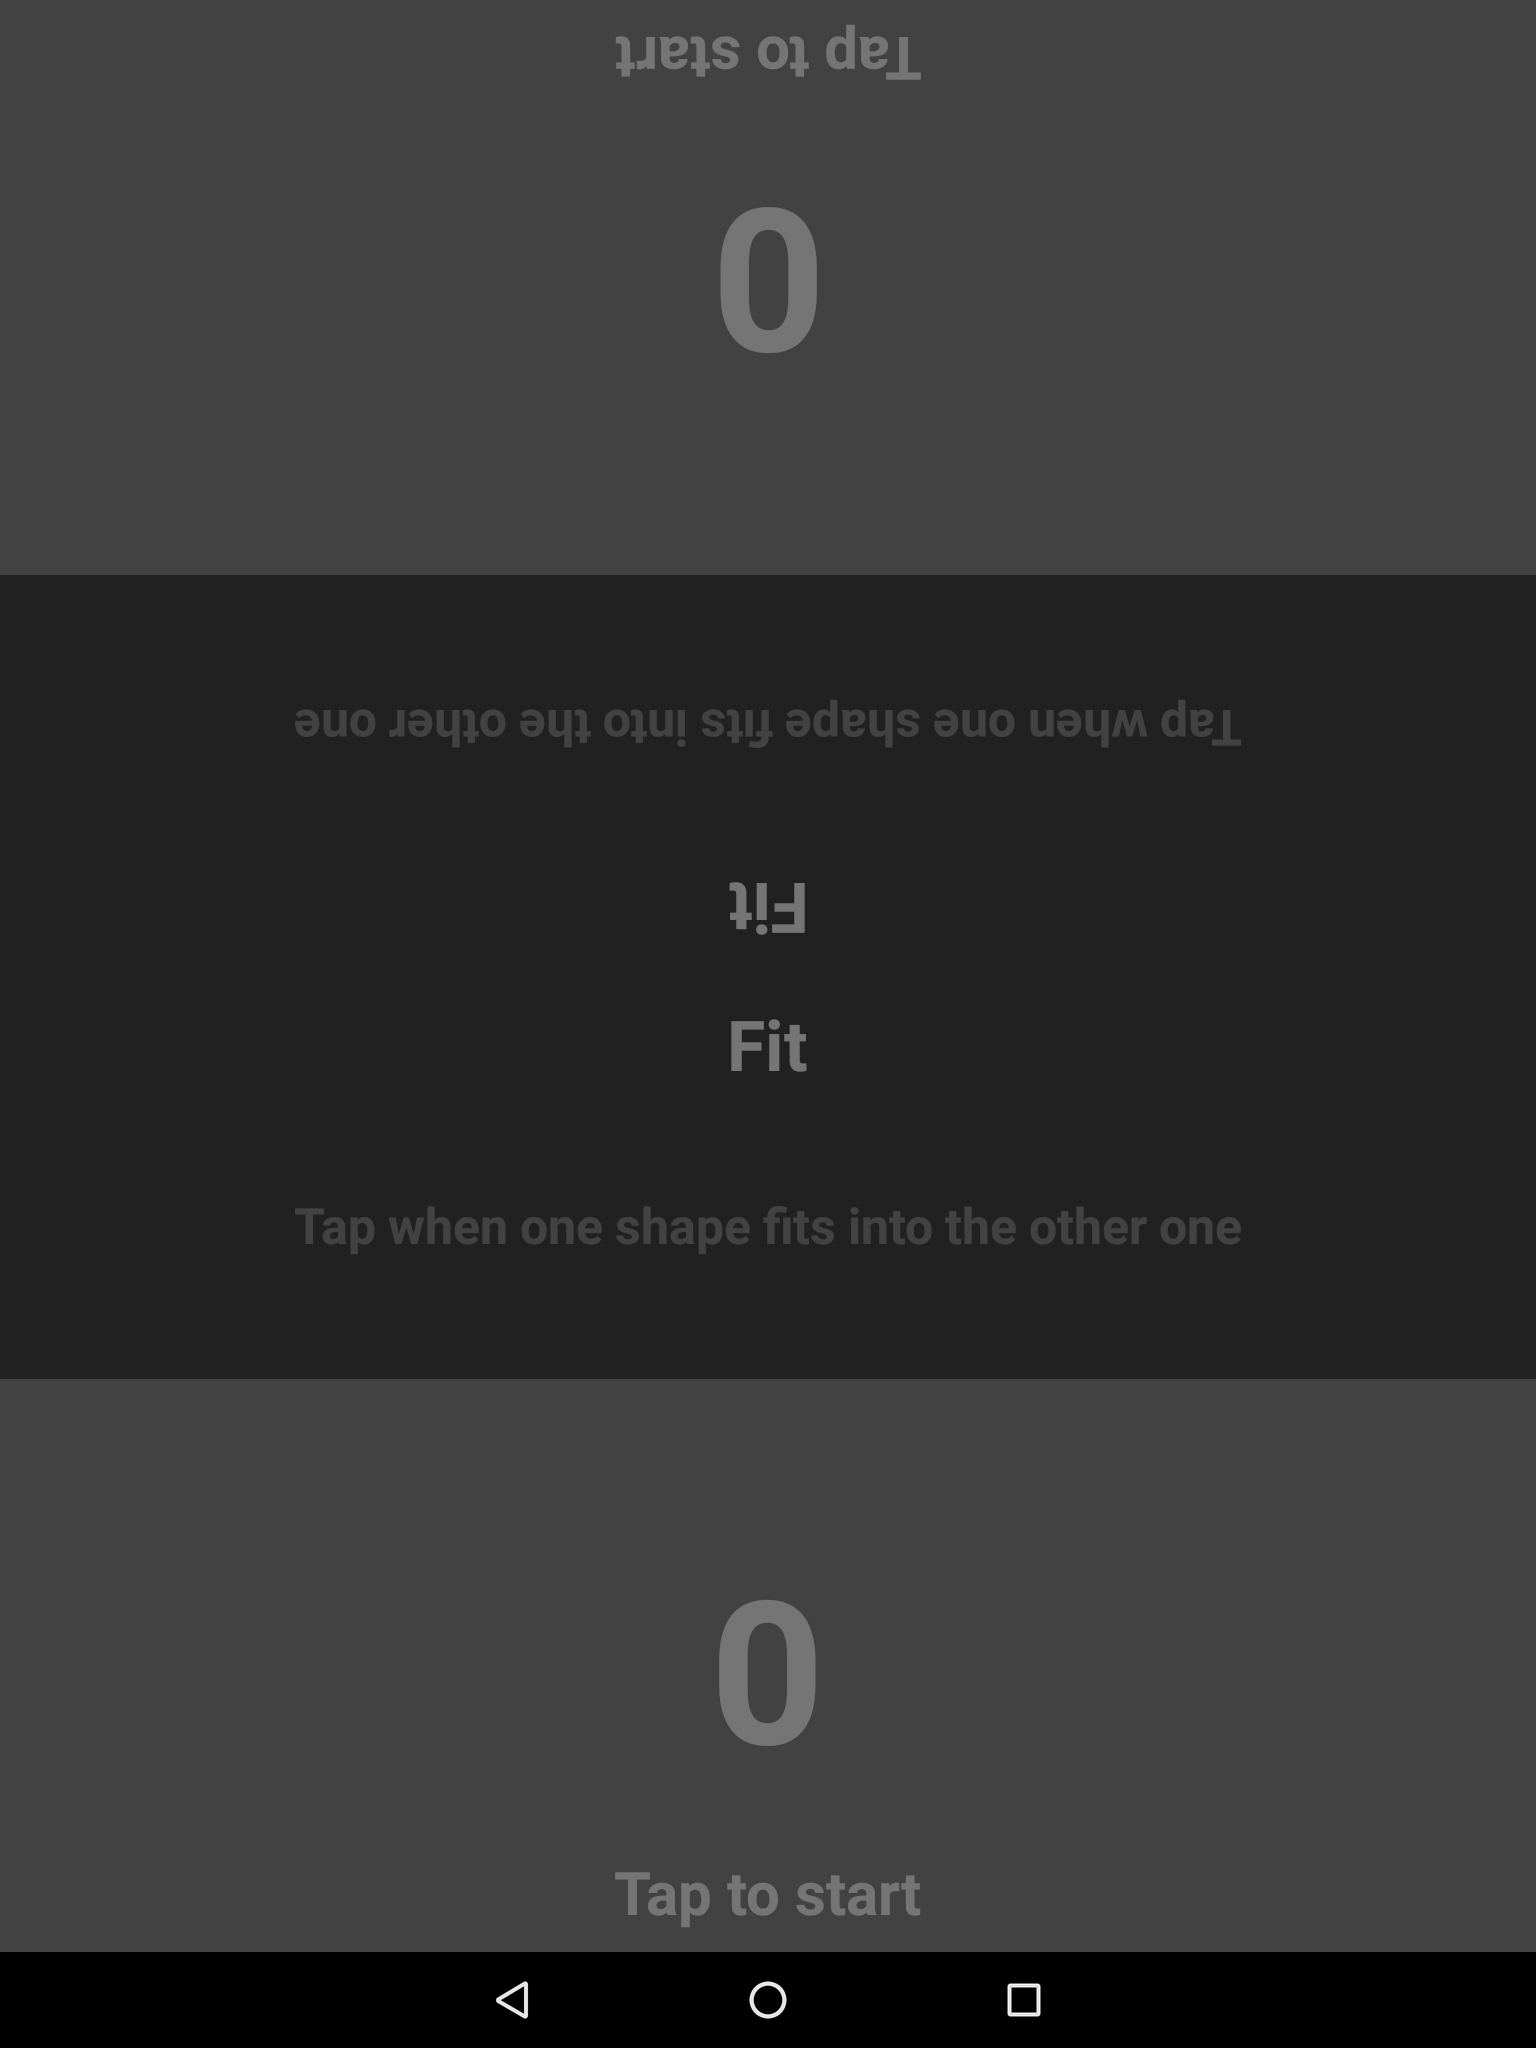 Tap to start
0
Tap when one shape fits into the other one
Fit
Fit
Tap when one shape fits into the other one
0
Tap to start